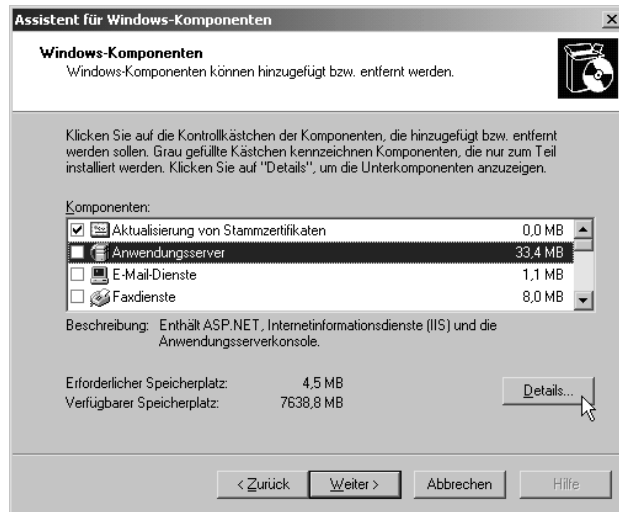 Assistent für Windows-Komponenten
Windows-Komponenten
Windows-Komponenten können hinzugefügt bzw. entfernt werden.
Klicken Sie auf die Kontrollkästchen der Komponenten, die hinzugefügt bzw. entfernt
werden sollen. Grau gefüllte Kästchen kennzeichnen Komponenten, die nur zum Teil
installiert werden. Klicken Sie auf "Details", um die Unterkomponenten anzuzeigen.
Komponenten:
Aktualisierung von Stammzertifikaten 0,0 MB
Anwendungsserver 33,4 MB
E-Mail-Dienste 1,1 MB
Faxdienste 8,0 MB
Beschreibung: Enthält ASP.NET, Internetinformationsdienste (IIS) und die
Anwendungsserverkonsole.
Erforderlicher Speicherplatz: 4,5 MB
Verfügbarer Speicherplatz: 7638,8 MB
Details...
< Zurück Weiter > Abbrechen Hilfe